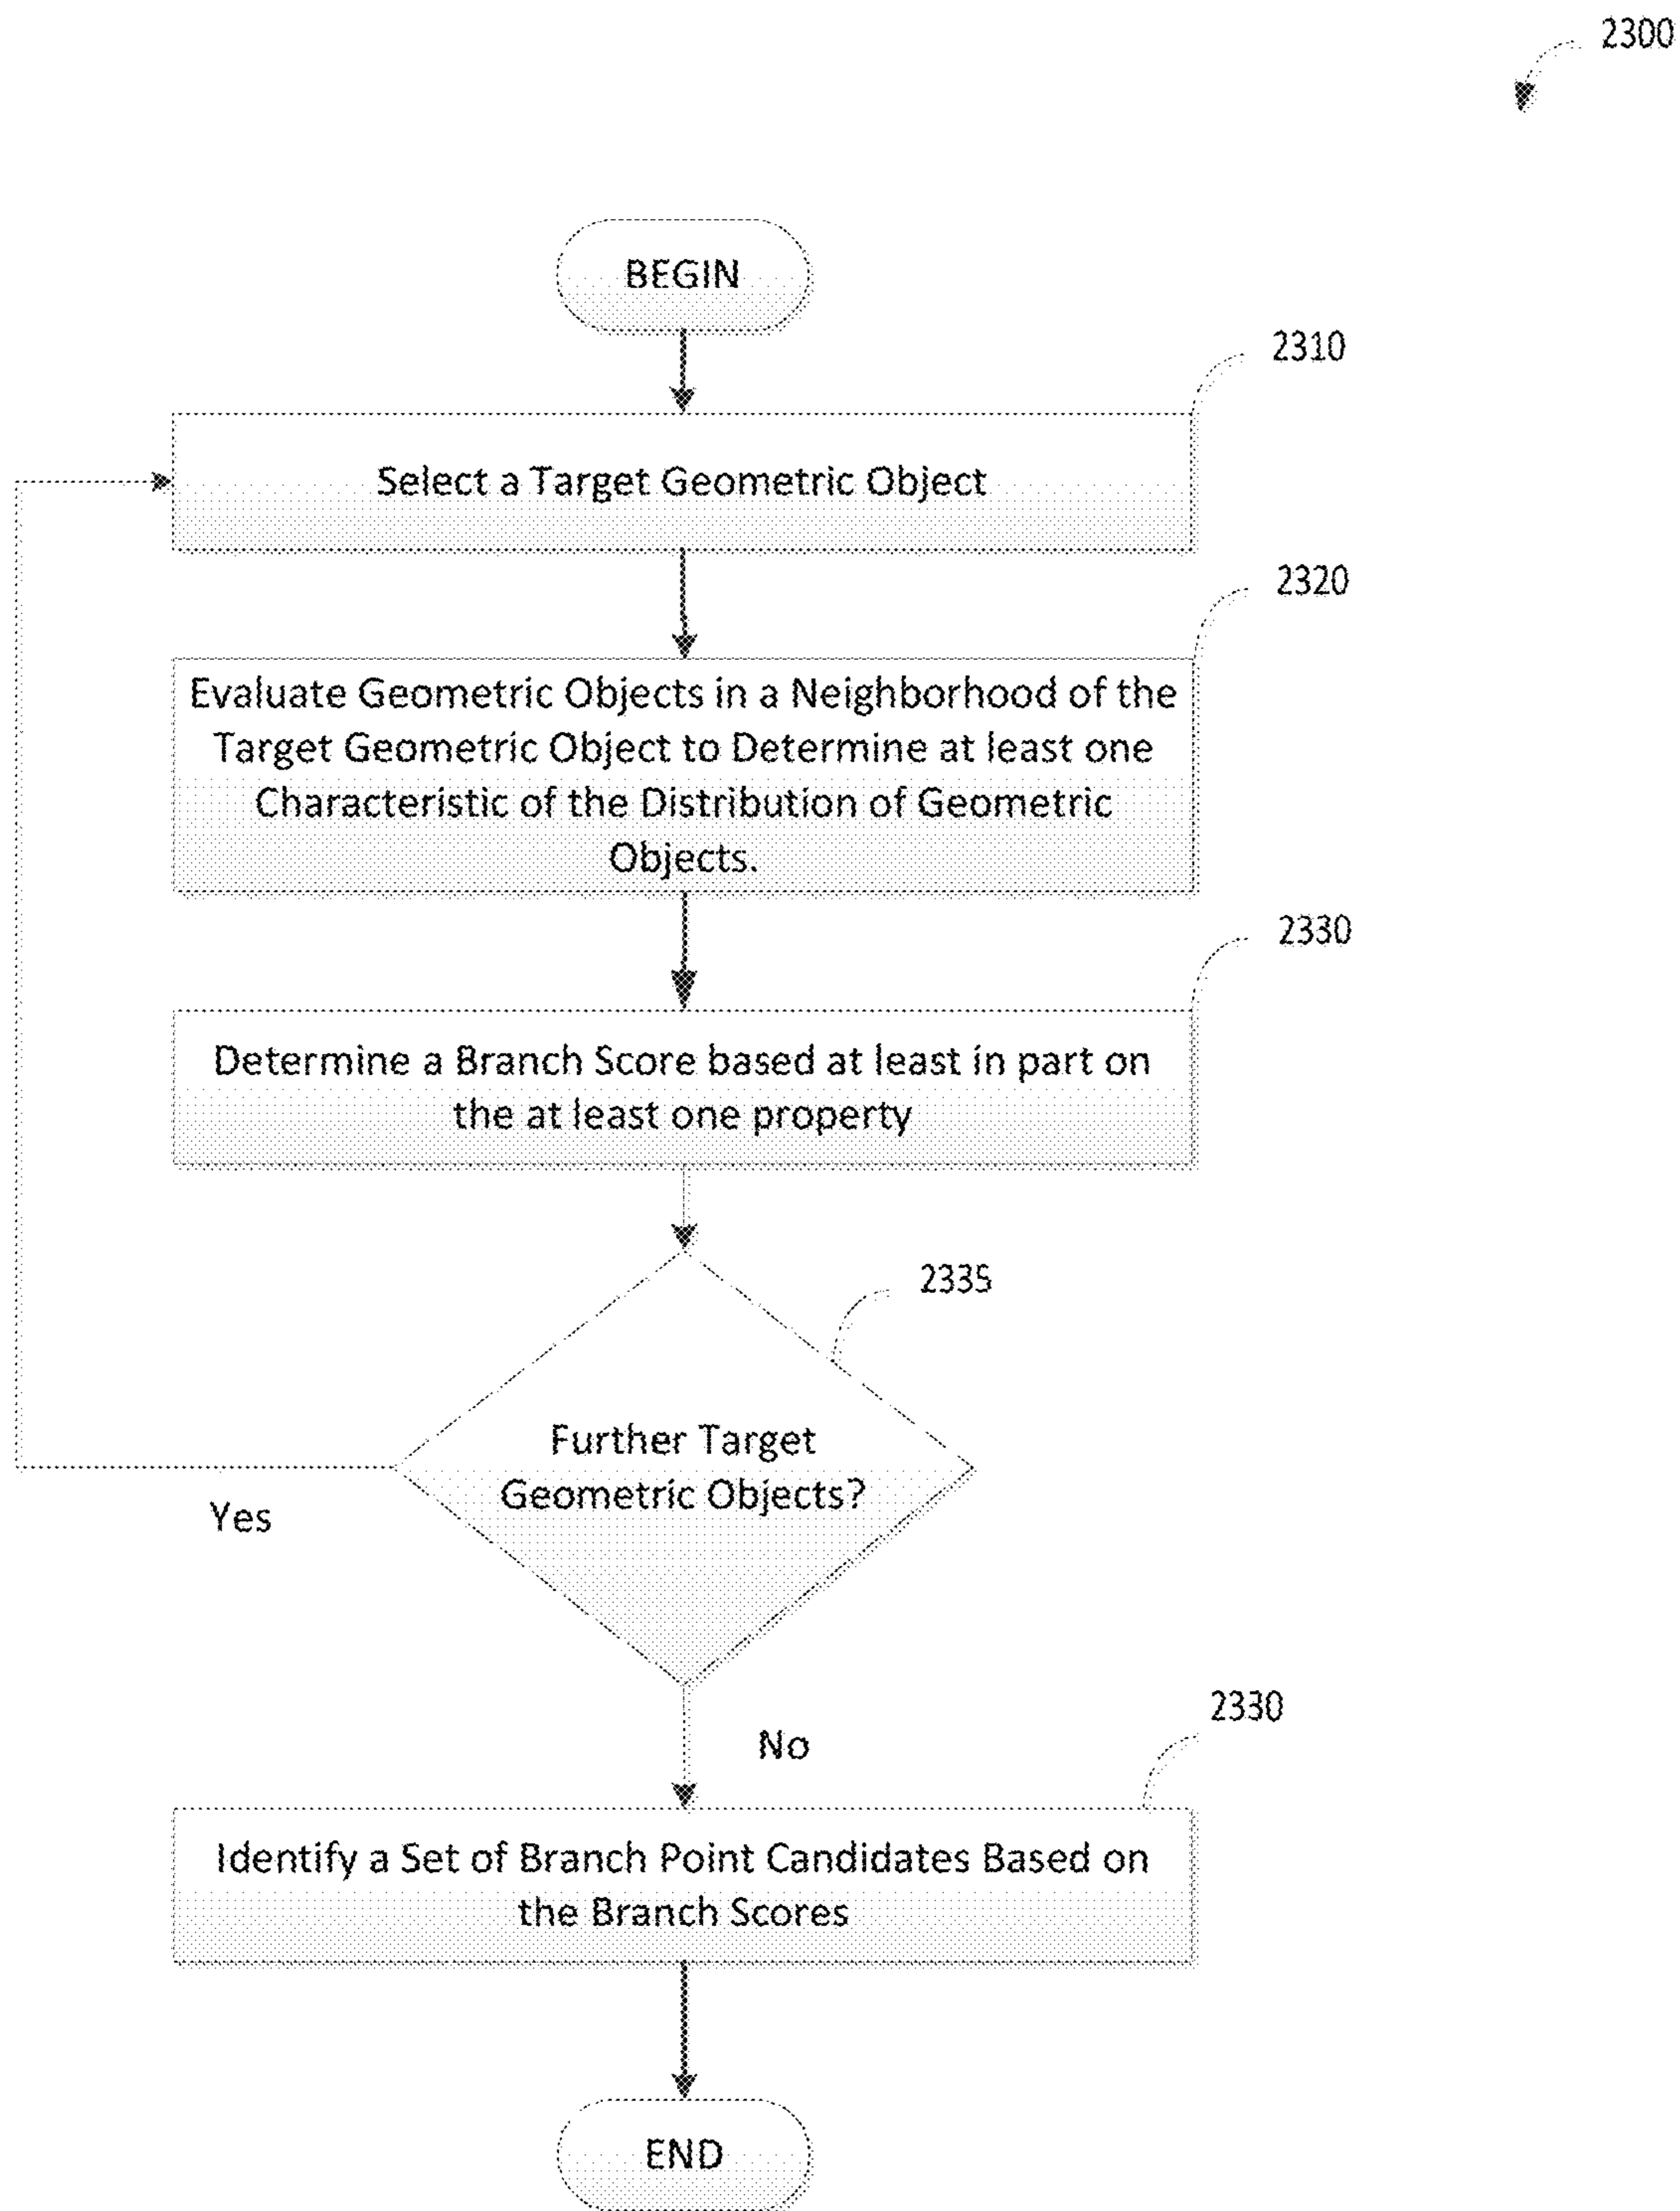 2300
BEGIN
2310
Select a Target Geometric Object
2320
Evaluate Geometric Objects in a Neighborhood of the
Target Geometric Object to Determine at least one
Characteristic of the Distribution of Geometric
Objects.
2330
Determine a Branch Score based at least in part on
the at least one property
2335
Further Target
Geometric Objects?
Yes
No
2330
Identify a Set of Branch Point Candidates Based on
the Branch Scores
END